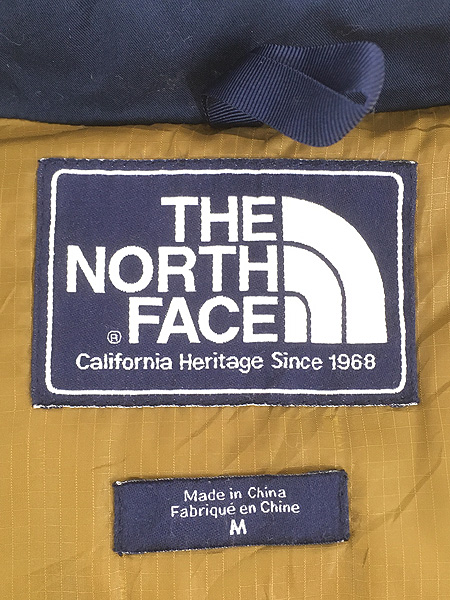 THE
NORTH
® FACE
California Heritage Since 1968
Made in China
Fabriqué en Chine
M